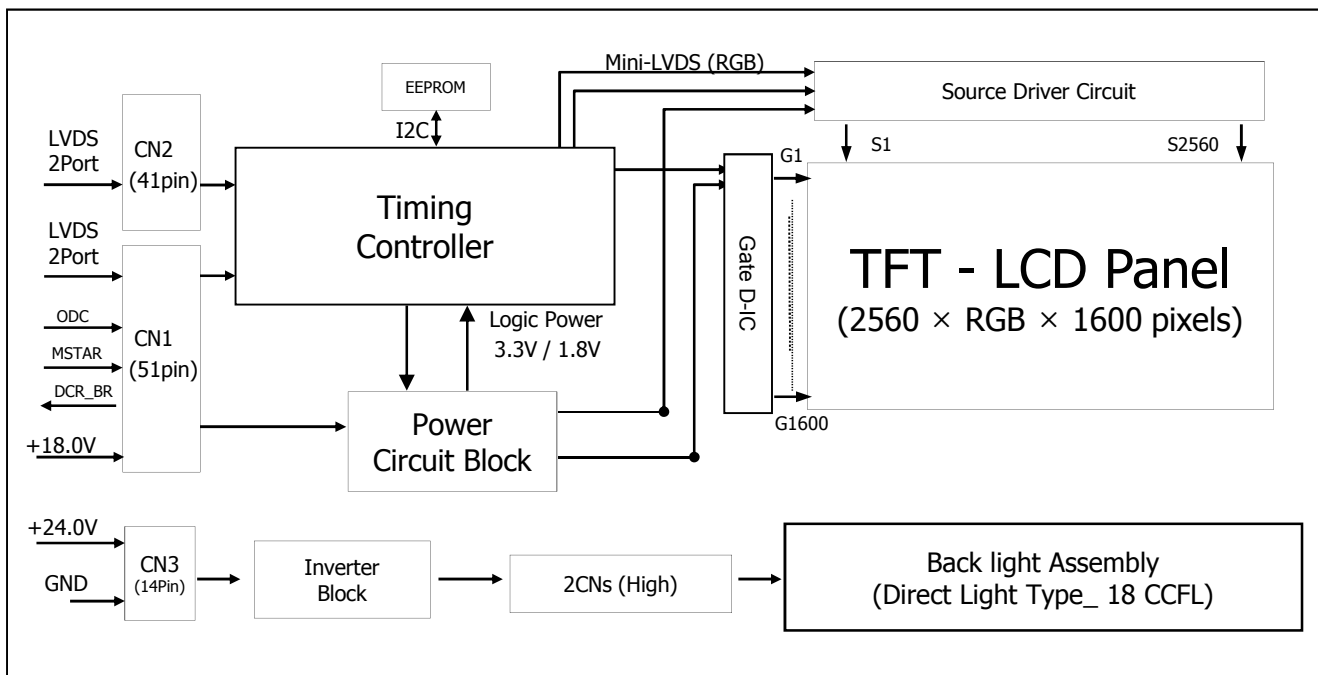 Mini-LVDS (RGB)
EEPROM
Source Driver Circuit
I2C
LVDS
2Port
CN2
(41pin)
S1
S2560
G1
Timing
Controller
Gate D-IC
TFT - LCD Panel
(2560 × RGB × 1600 pixels)
LVDS
2Port
ODC
MSTAR
DCR_BR
+18.0V
CN1
(51pin)
Logic Power
3.3V / 1.8V
G1600
Power
Circuit Block
+24.0V
GND
CN3
(14Pin)
Inverter
Block
2CNs (High)
Back light Assembly
(Direct Light Type_ 18 CCFL)